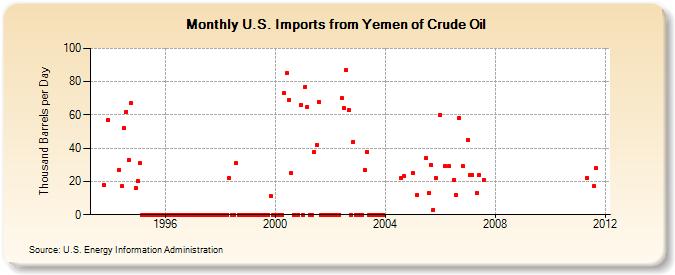 Monthly U.S. Imports from Yemen of Crude Oil
Thousand Barrels per Day
100
80
60
40
20
0
1996 2000 2004 2008 2012
Source: U.S. Energy Information Administration